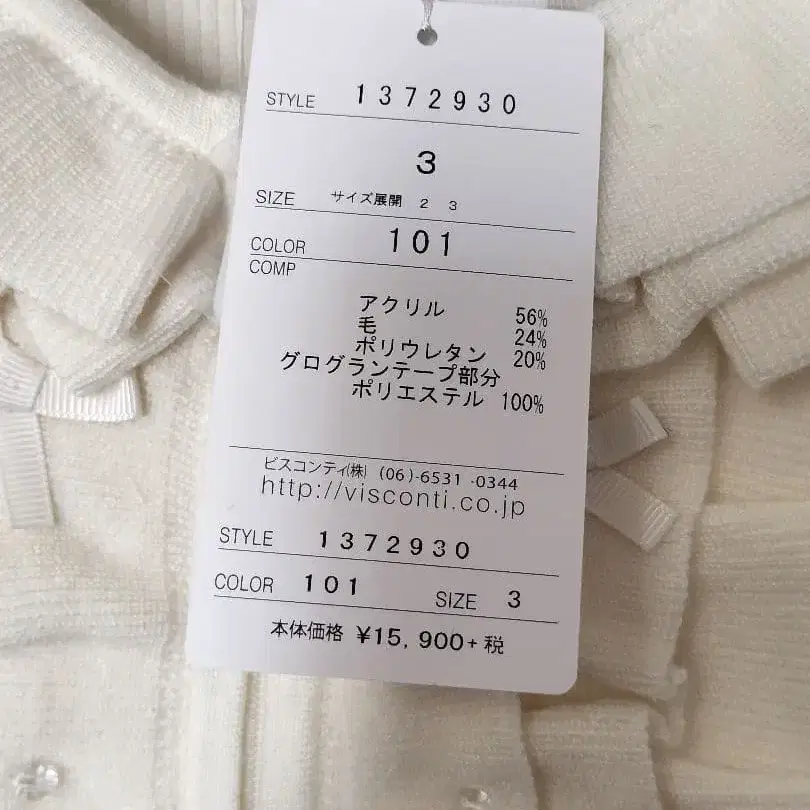 STYLE 1372930
3
SIZE サイズ展開 2 3
COLOR 101
COMP
アクリル 56%
毛 24%
ポリウレタン 20%
グログランテープ部分
ポリエステル 100%
ビスコンティ(株) (06)-6531-0344
http://visconti.co.jp
STYLE 1372930
COLOR 101 SIZE 3
本体価格 ¥15,900+税